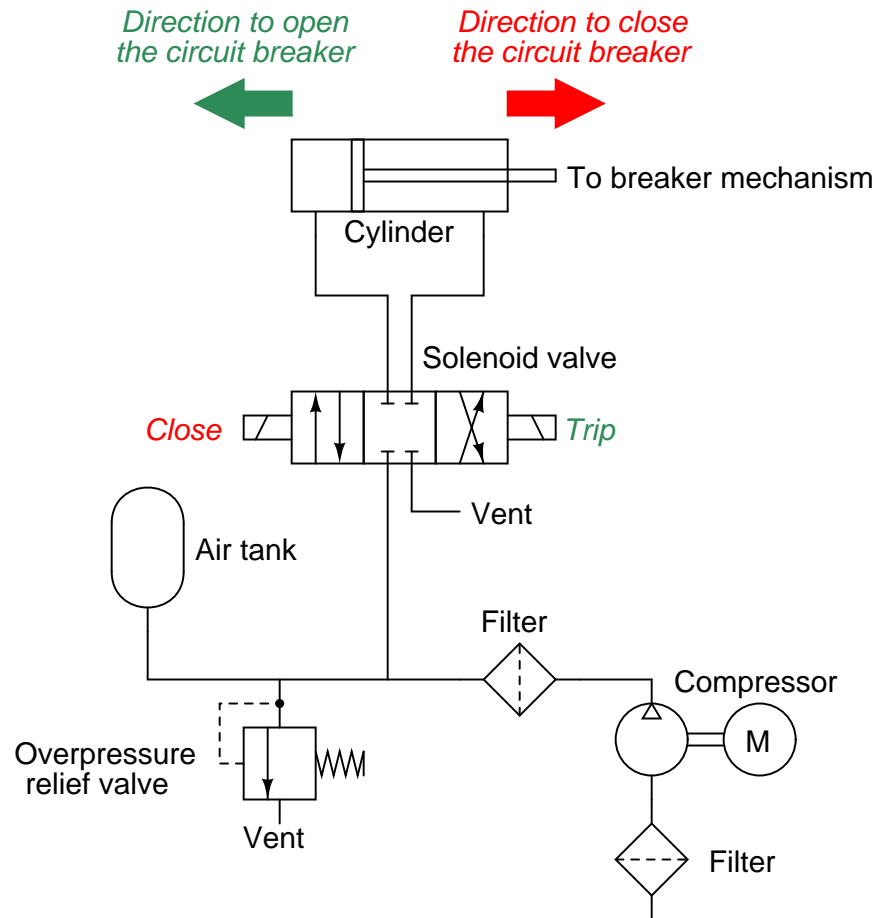 Direction to open
the circuit breaker
Direction to close
the circuit breaker
To breaker mechanism
Cylinder
Solenoid valve
Close
Trip
Vent
Air tank
Filter
Compressor
M
Overpressure
relief valve
Vent
Filter